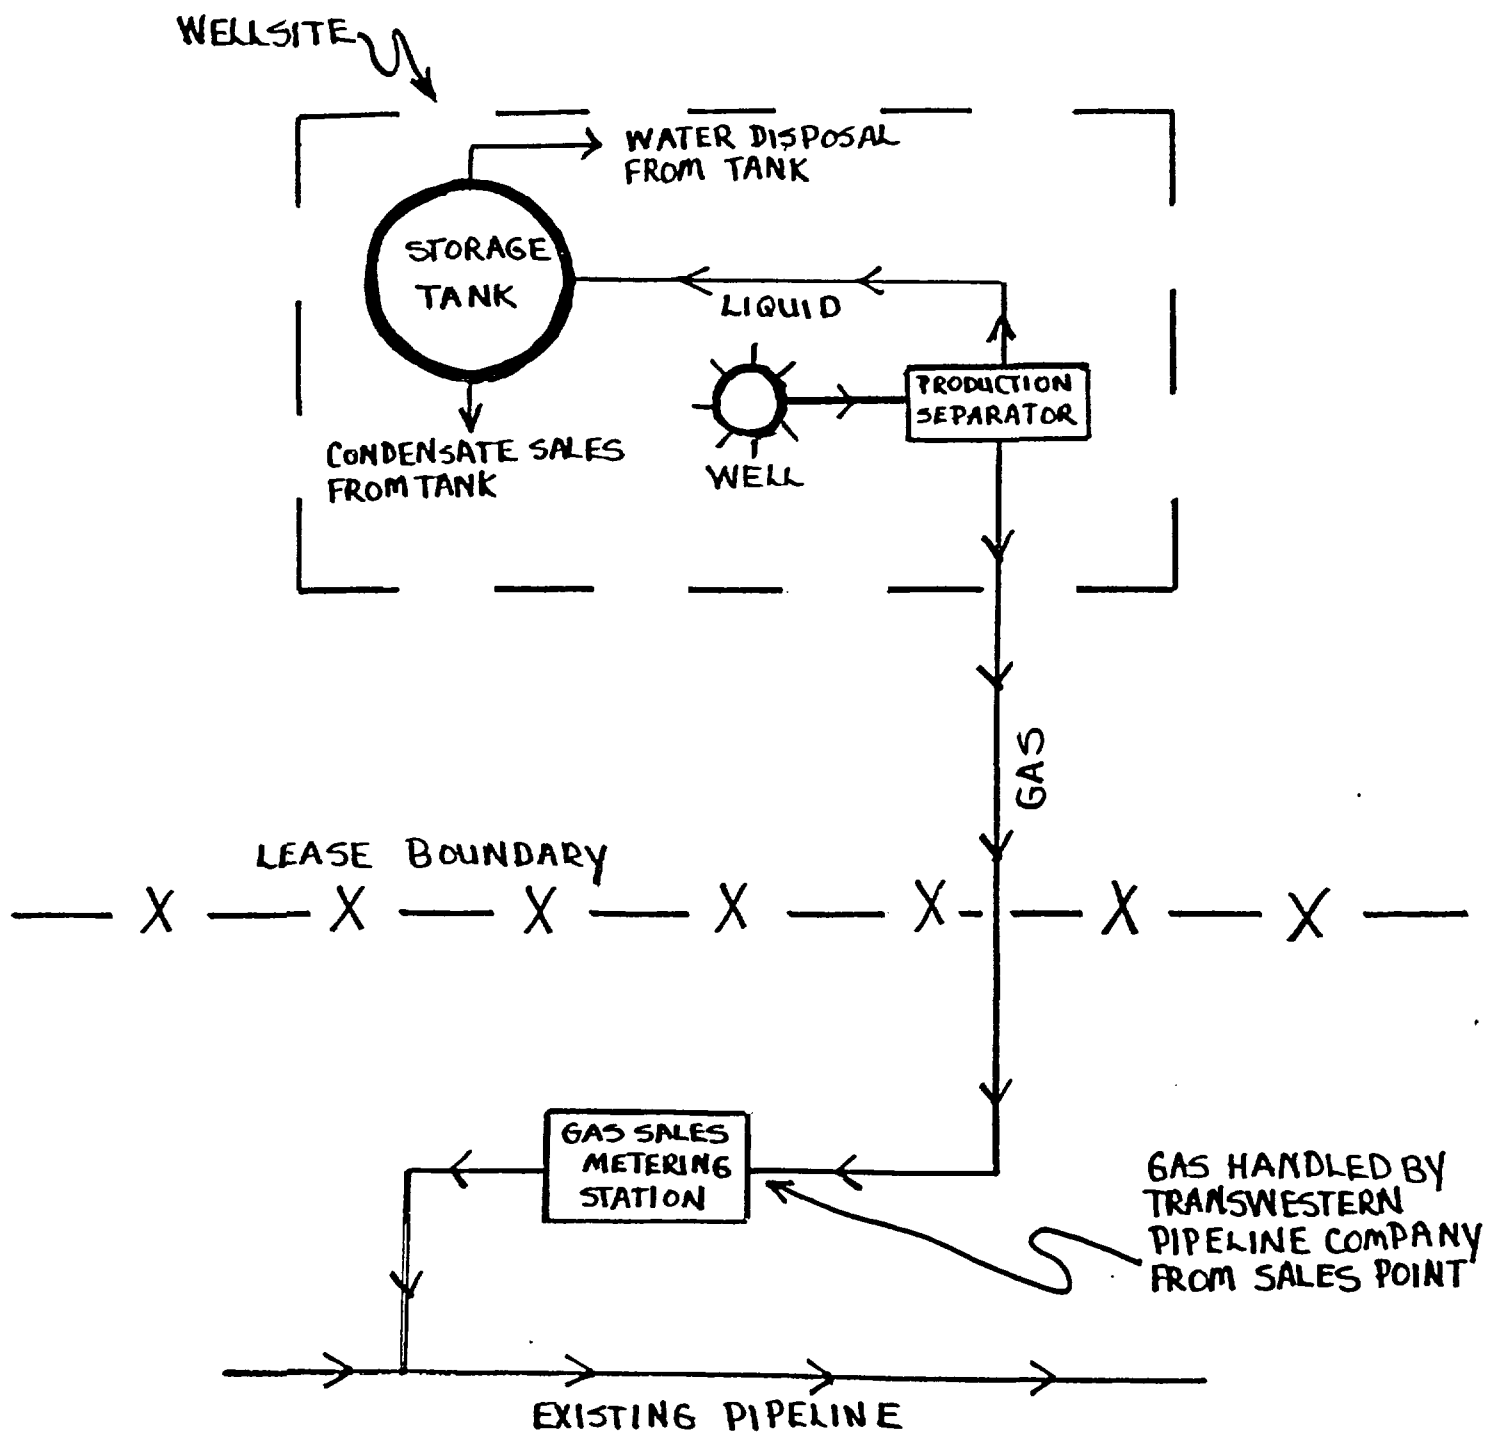 WELLSITE
WATER DISPOSAL
FROM TANK
STORAGE
TANK
LIQUID
PRODUCTION
SEPARATOR
CONDENSATE SALES
FROM TANK
WELL
GAS
LEASE BOUNDARY
X X X X X X X
GAS SALES
METERING
STATION
GAS HANDLED BY
TRANSWESTERN
PIPELINE COMPANY
FROM SALES POINT
EXISTING PIPELINE